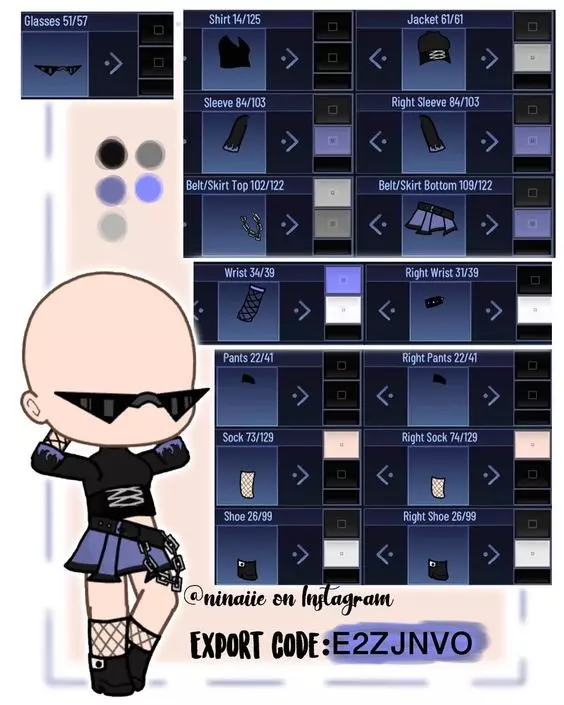 Glasses 51/57
Shirt 14/125
Jacket 61/61
Sleeve 84/103
Right Sleeve 84/103
Belt/Skirt Top 102/122
Belt/Skirt Bottom 109/122
Wrist 34/39
Right Wrist 31/39
Pants 22/41
Right Pants 22/41
Sock 73/129
Right Sock 74/129
Shoe 26/99
Right Shoe 26/99
@ninaiie on Instagram
EXPORT CODE:E2ZJNVO